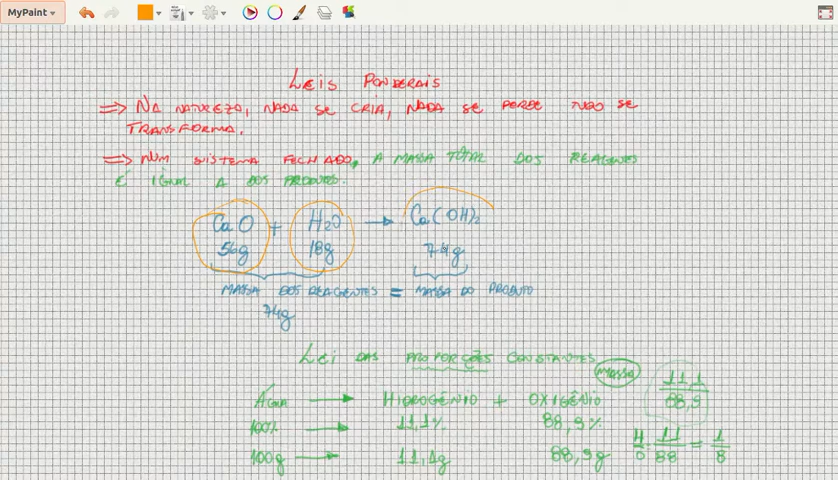 MyPaint
LEIS PONDERAIS
⇒ NA NATUREZA, NADA SE CRIA, NADA SE PERDE TUDO SE
TRANSFORMA.
⇒ NUM SISTEMA FECHADO, A MASSA TOTAL DOS REAGENTES
É IGUAL A DOS PRODUTOS.
CaO + H2O → Ca(OH)2
56g 18g 74g
MASSA DOS REAGENTES = MASSA DO PRODUTO
74g
LEI DAS PROPORÇÕES CONSTANTES
MASSA
11,1
88,9
ÁGUA → HIDROGÊNIO + OXIGÊNIO
100% → 11,1% 88,9%
H/O 11/88 = 1/8
100g → 11,1g 88,9g